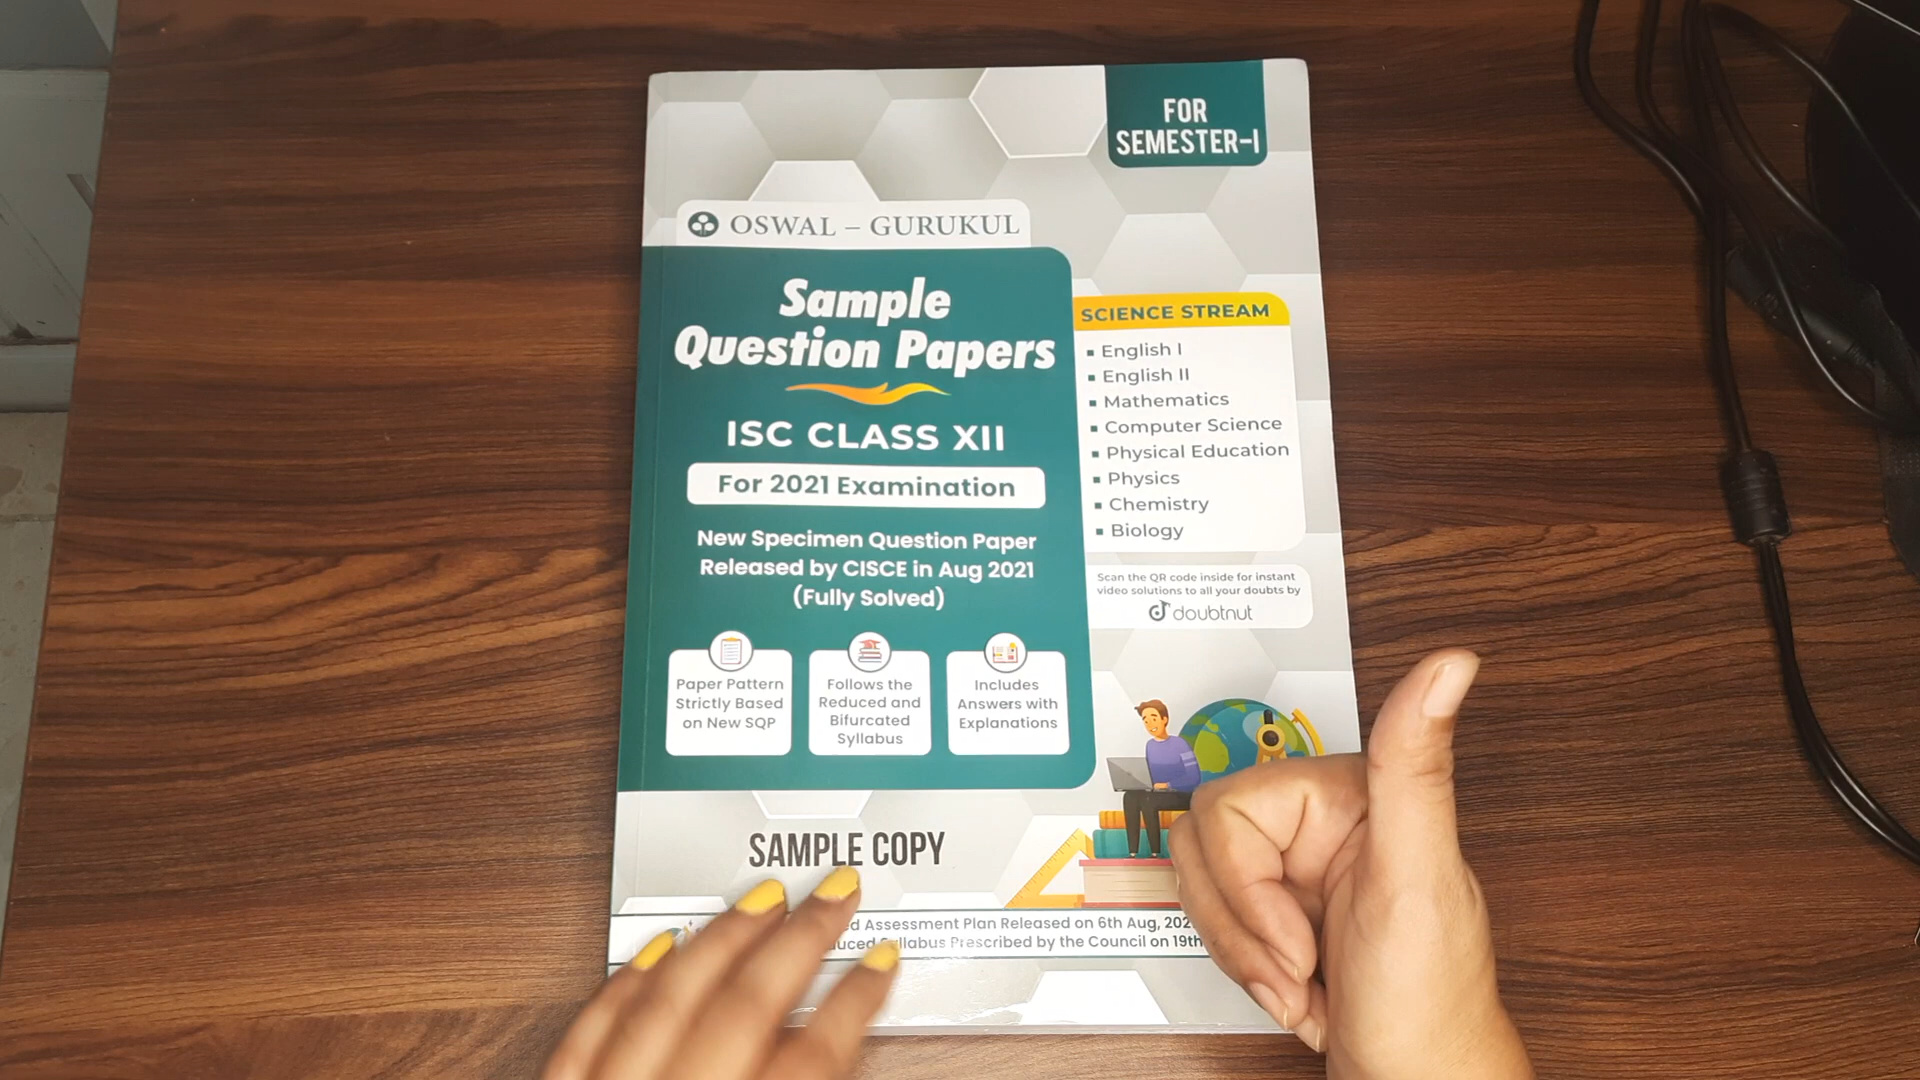 FOR
SEMESTER-I
OSWAL – GURUKUL
Sample
Question Papers
ISC CLASS XII
For 2021 Examination
New Specimen Question Paper
Released by CISCE in Aug 2021
(Fully Solved)
Paper Pattern
Strictly Based
on New SQP
Follows the
Reduced and
Bifurcated
Syllabus
Includes
Answers with
Explanations
SCIENCE STREAM
▪ English I
▪ English II
▪ Mathematics
▪ Computer Science
▪ Physical Education
▪ Physics
▪ Chemistry
▪ Biology
Scan the QR code inside for instant
video solutions to all your doubts by
doubtnut
SAMPLE COPY
Assessment Plan Released on 6th Aug,
Prescribed by the Council on 19th